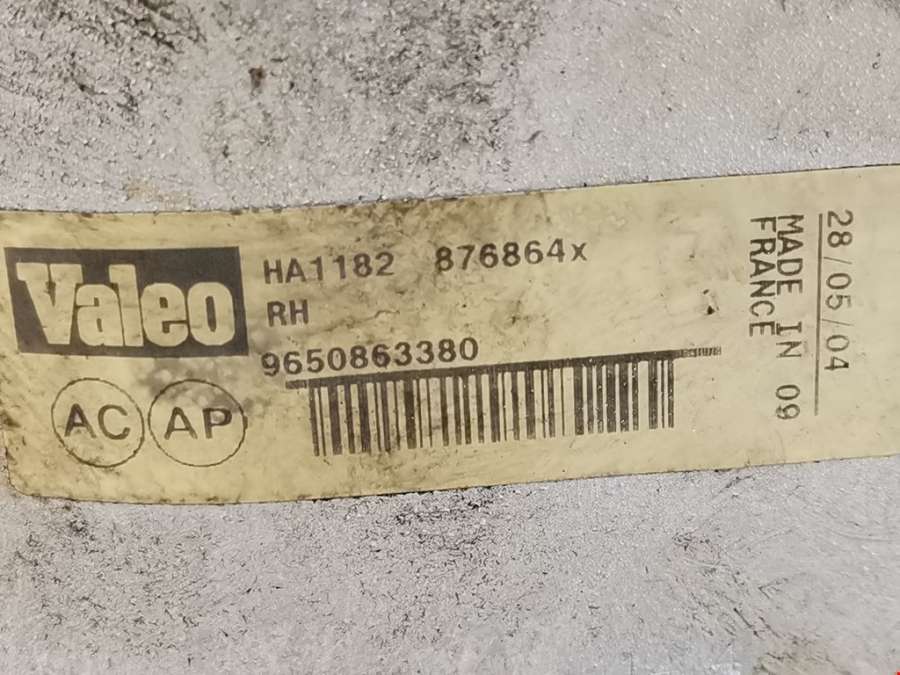 Valeo
HA1182 876864x
RH
9650863380
AC AP
28/05/04
MADE IN 09
FRANCE